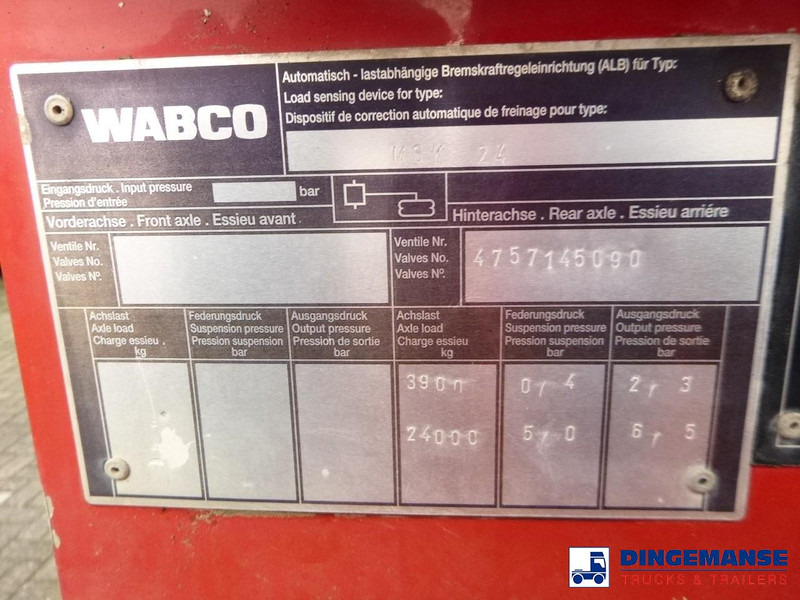 WABCO
Automatisch - lastabhängige Bremskraftregeleinrichtung (ALB) für Typ:
Load sensing device for type:
Dispositif de correction automatique de freinage pour type:
24
Eingangsdruck . Input pressure
Pression d'entrée
bar
Vorderachse . Front axle . Essieu avant
Hinterachse . Rear axle . Essieu arriére
Ventile Nr.
Valves No.
Valves Nº.
Ventile Nr.
Valves No.
Valves Nº.
4757145090
Achslast
Axle load
Charge essieu .
kg
Federungsdruck
Suspension pressure
Pression suspension
bar
Ausgangsdruck
Output pressure
Pression de sortie
bar
Achslast
Axle load
Charge essieu
kg
Federungsdruck
Suspension pressure
Pression suspension
bar
Ausgangsdruck
Output pressure
Pression de sortie
bar
3900 0,4 2,3
24000 5,0 6,5
DINGEMANSE
TRUCKS & TRAILERS